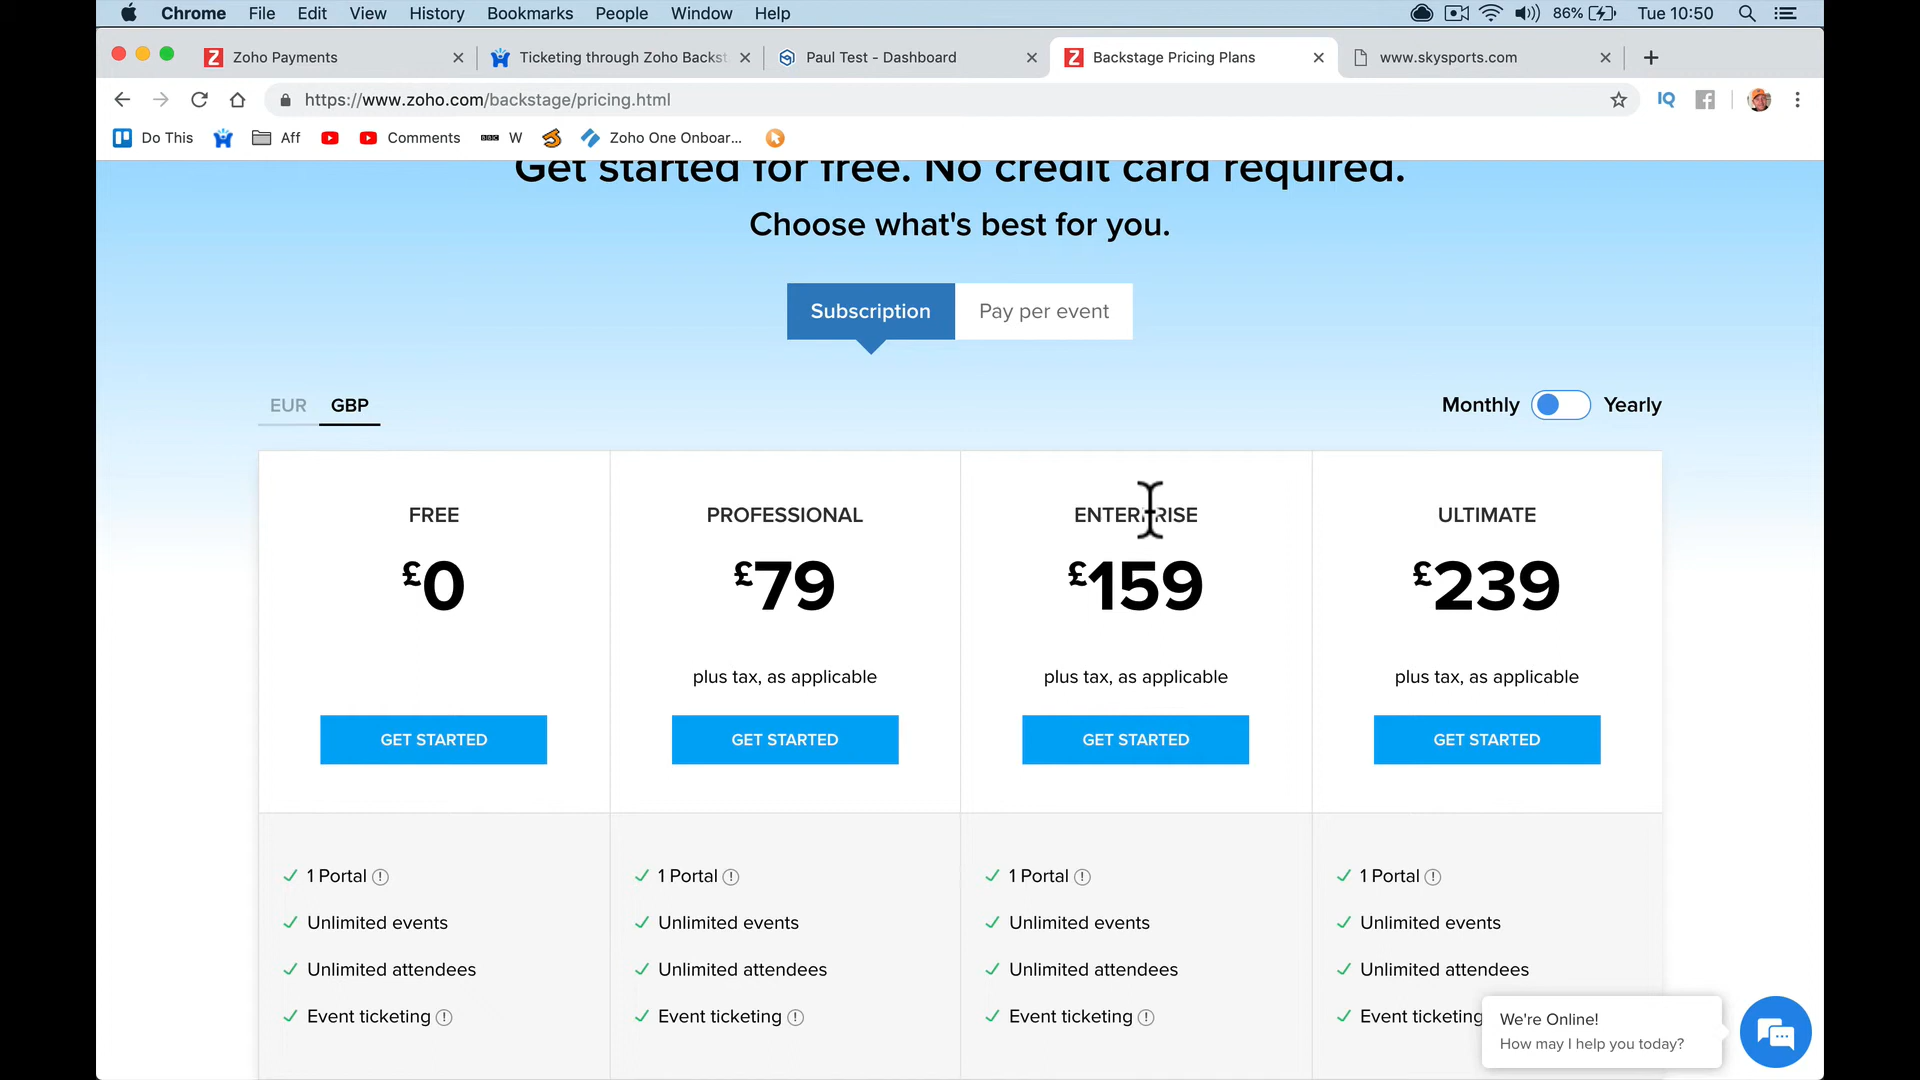 Chrome File Edit View History Bookmarks People Window Help 86% Tue 10:50
Zoho Payments Ticketing through Zoho Backst Paul Test - Dashboard Backstage Pricing Plans www.skysports.com
https://www.zoho.com/backstage/pricing.html
Do This Aff Comments BBC W Zoho One Onboar...
Get started for free. No credit card required.
Choose what's best for you.
Subscription Pay per event
EUR GBP Monthly Yearly
FREE PROFESSIONAL ENTERPRISE ULTIMATE
£0 £79 £159 £239
plus tax, as applicable plus tax, as applicable plus tax, as applicable
GET STARTED GET STARTED GET STARTED GET STARTED
1 Portal 1 Portal 1 Portal 1 Portal
Unlimited events Unlimited events Unlimited events Unlimited events
Unlimited attendees Unlimited attendees Unlimited attendees Unlimited attendees
Event ticketing Event ticketing Event ticketing Event ticketing
We're Online!
How may I help you today?